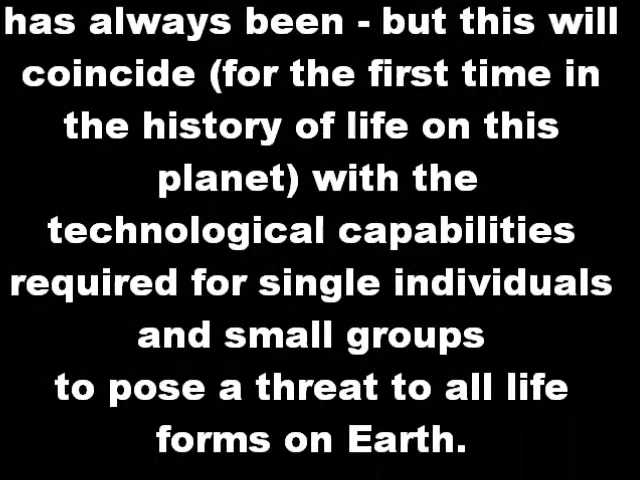 has always been - but this will
coincide (for the first time in
the history of life on this
planet) with the
technological capabilities
required for single individuals
and small groups
to pose a threat to all life
forms on Earth.